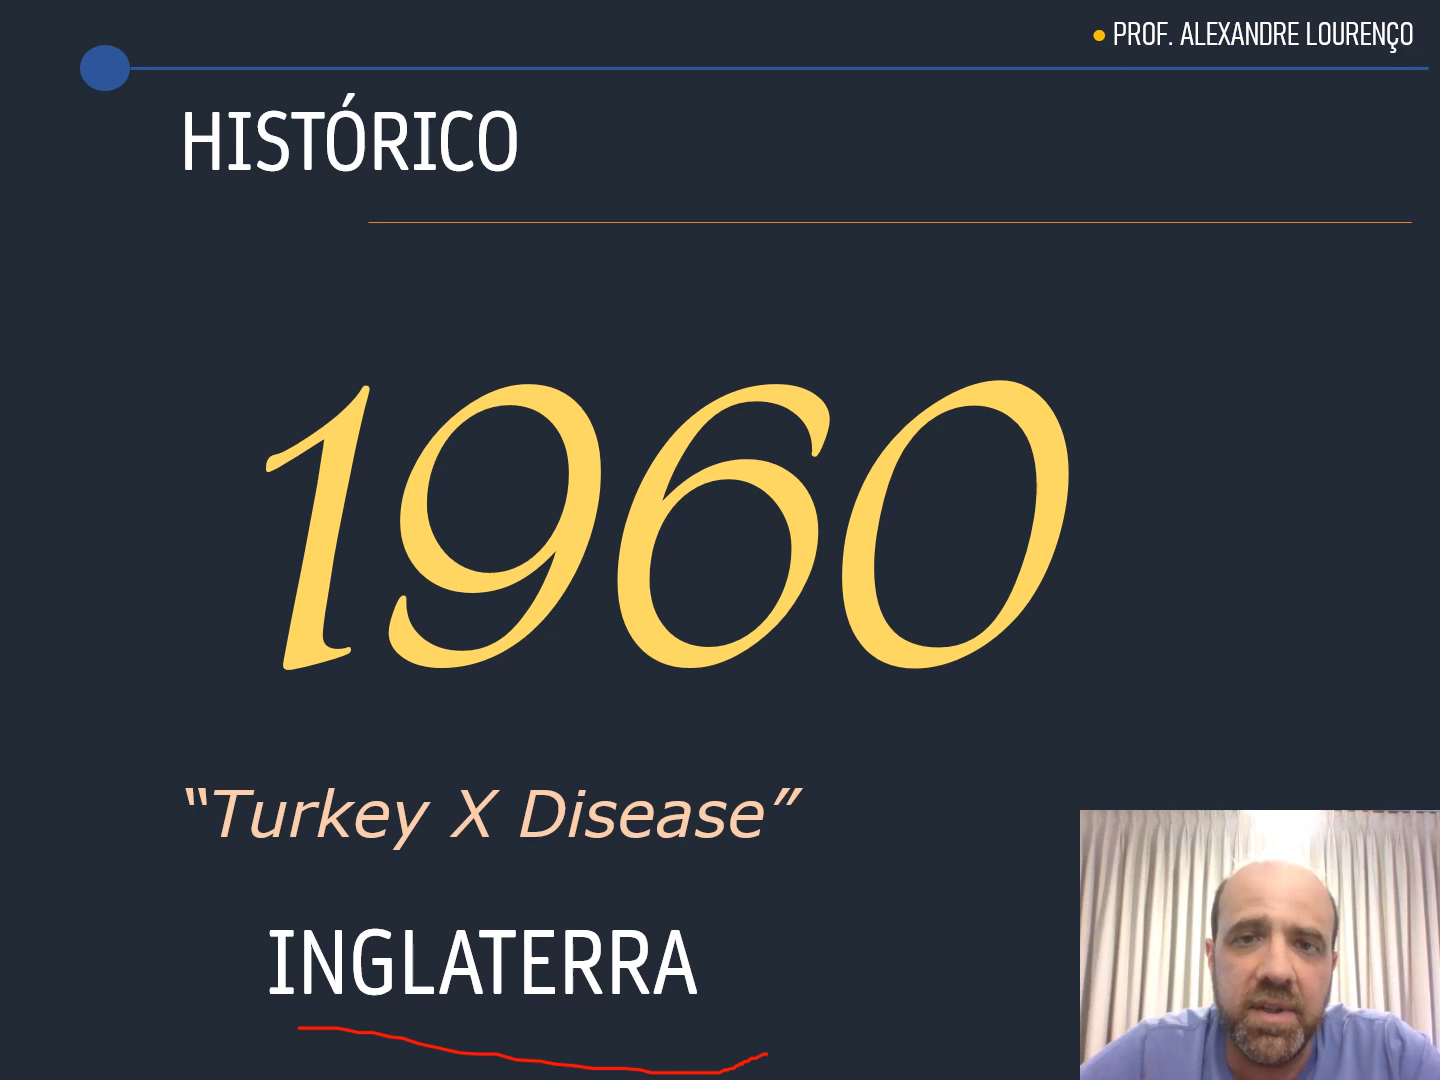 PROF. ALEXANDRE LOURENÇO
HISTÓRICO
1960
“Turkey X Disease”
INGLATERRA